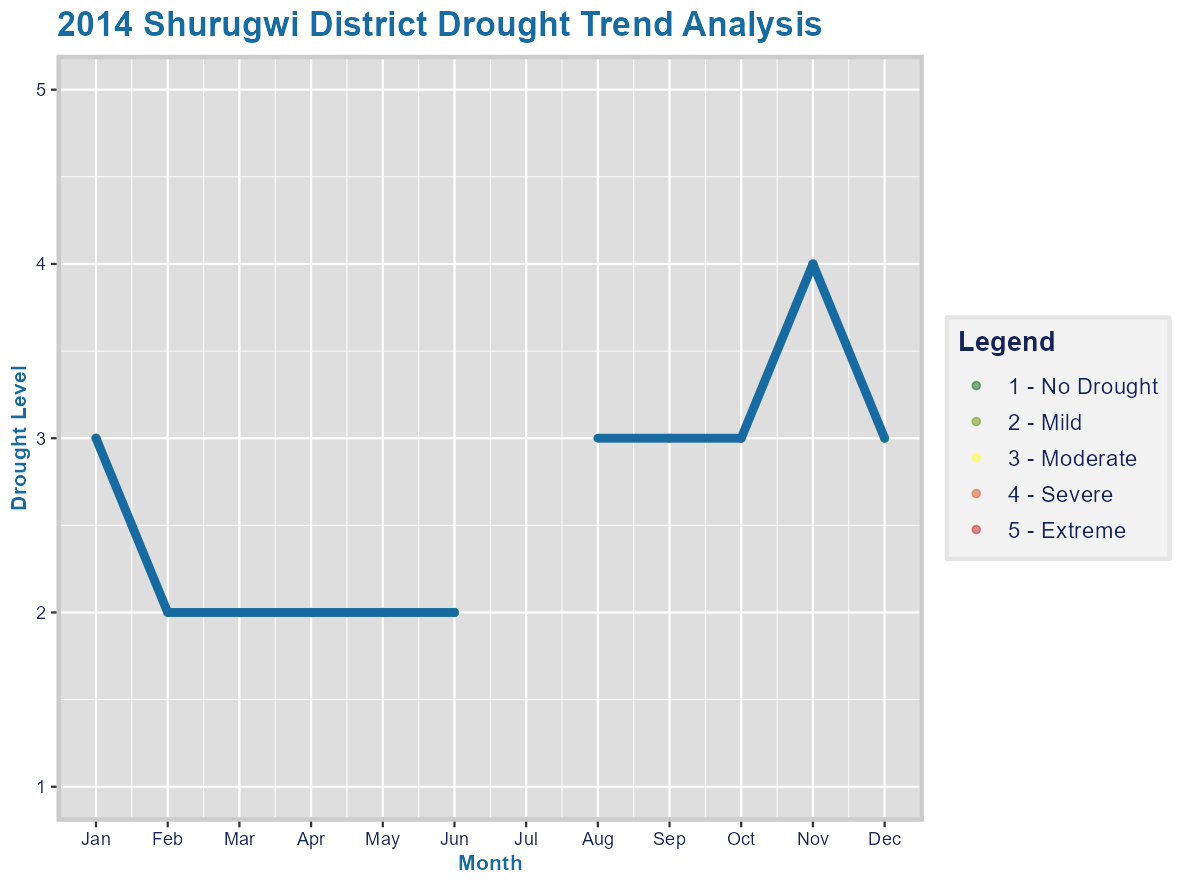 2014 Shurugwi District Drought Trend Analysis
5
4
3
2
1
Drought Level
Jan Feb Mar Apr May Jun Jul Aug Sep Oct Nov Dec
Month
Legend
1 - No Drought
2 - Mild
3 - Moderate
4 - Severe
5 - Extreme